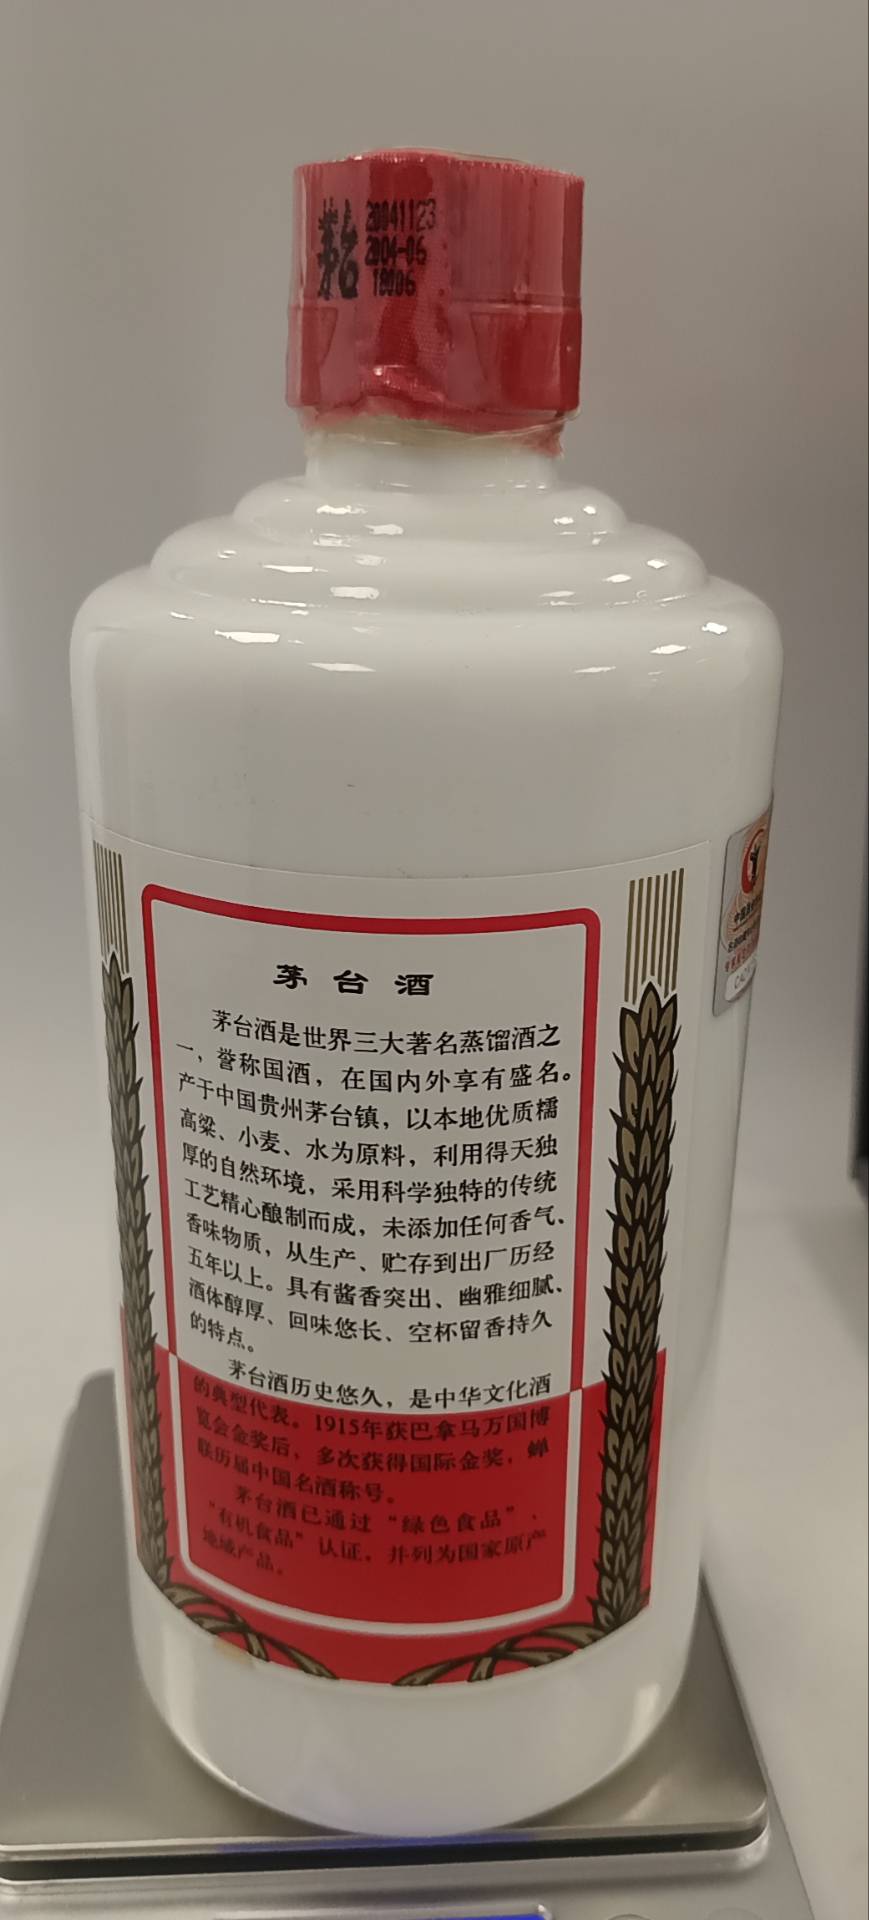 茅台
20041123
2004-06
18006
茅台酒
茅台酒是世界三大著名蒸馏酒之
一，誉称国酒，在国内外享有盛名。
产于中国贵州茅台镇，以本地优质糯
高粱、小麦、水为原料，利用得天独
厚的自然环境，采用科学独特的传统
工艺精心酿制而成，未添加任何香气、
香味物质，从生产、贮存到出厂历经
五年以上。具有酱香突出、幽雅细腻、
酒体醇厚、回味悠长、空杯留香持久
的特点。
茅台酒历史悠久，是中华文化酒
的典型代表。1915年获巴拿马万国博
览会金奖后，多次获得国际金奖，蝉
联历届中国名酒称号。
茅台酒已通过“绿色食品”、
“有机食品”认证，并列为国家原产
地域产品。